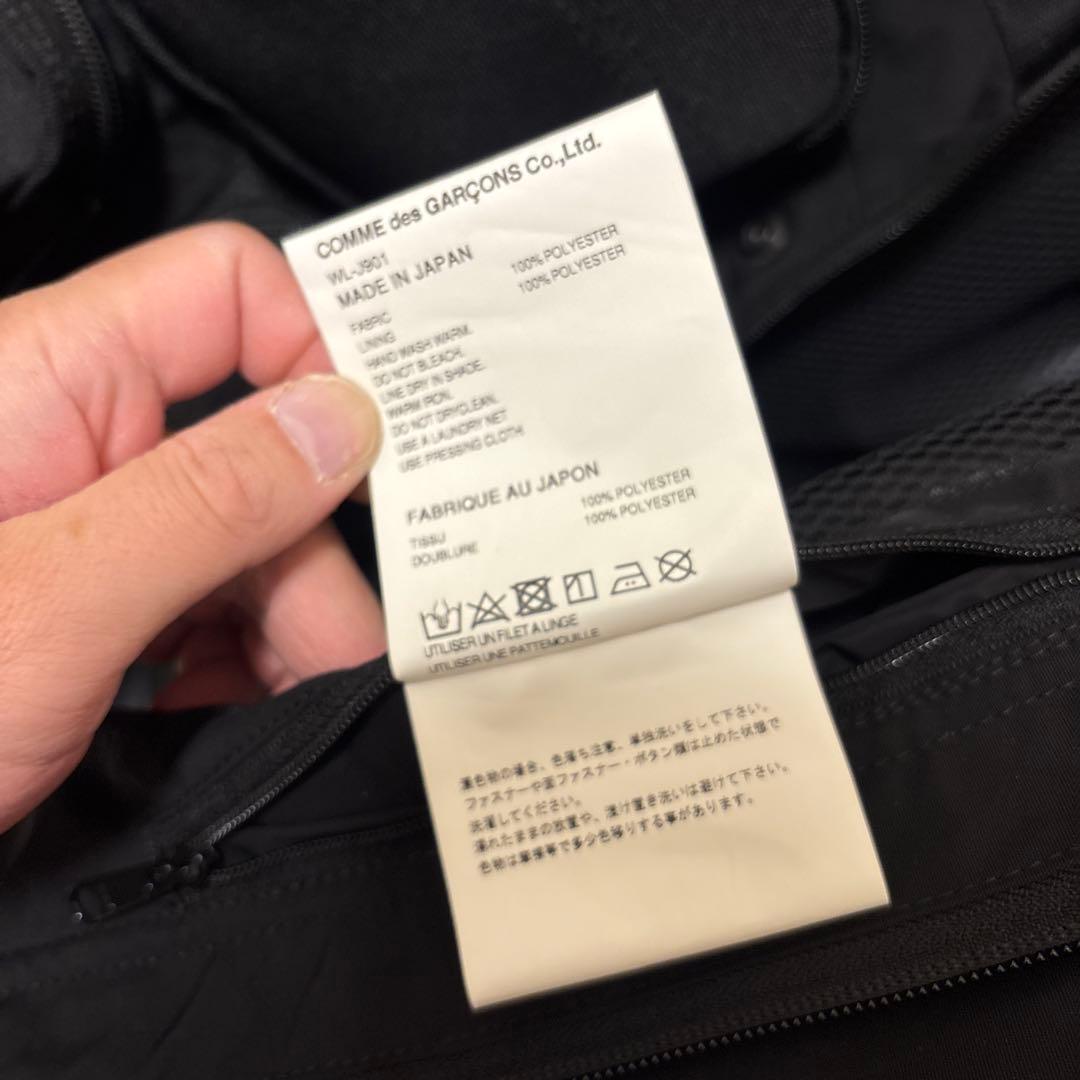 COMME des GARÇONS Co.,Ltd.
WL-J901
MADE IN JAPAN
FABRIC 100% POLYESTER
LINING 100% POLYESTER
HAND WASH WARM.
DO NOT BLEACH.
LINE DRY IN SHADE.
WARM IRON.
DO NOT DRYCLEAN.
USE A LAUNDRY NET
USE PRESSING CLOTH
FABRIQUE AU JAPON
TISSU 100% POLYESTER
DOUBLURE 100% POLYESTER
UTILISER UN FILET A LINGE
UTILISER UNE PATTEMOUILLE
濃色物の場合、色落ち注意、単独洗いをして下さい。
ファスナーや面ファスナー・ボタン類は止めた状態で
洗濯してください。
濡れたままの放置や、浸け置き洗いは避けて下さい。
色物は摩擦等で多少色移りする事があります。